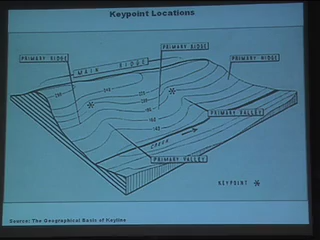 Keypoint Locations
PRIMARY RIDGE
PRIMARY RIDGE
PRIMARY RIDGE
MAIN RIDGE
PRIMARY VALLEY
CREEK
PRIMARY VALLEY
KEYPOINT
Source: The Geographical Basis of Keyline